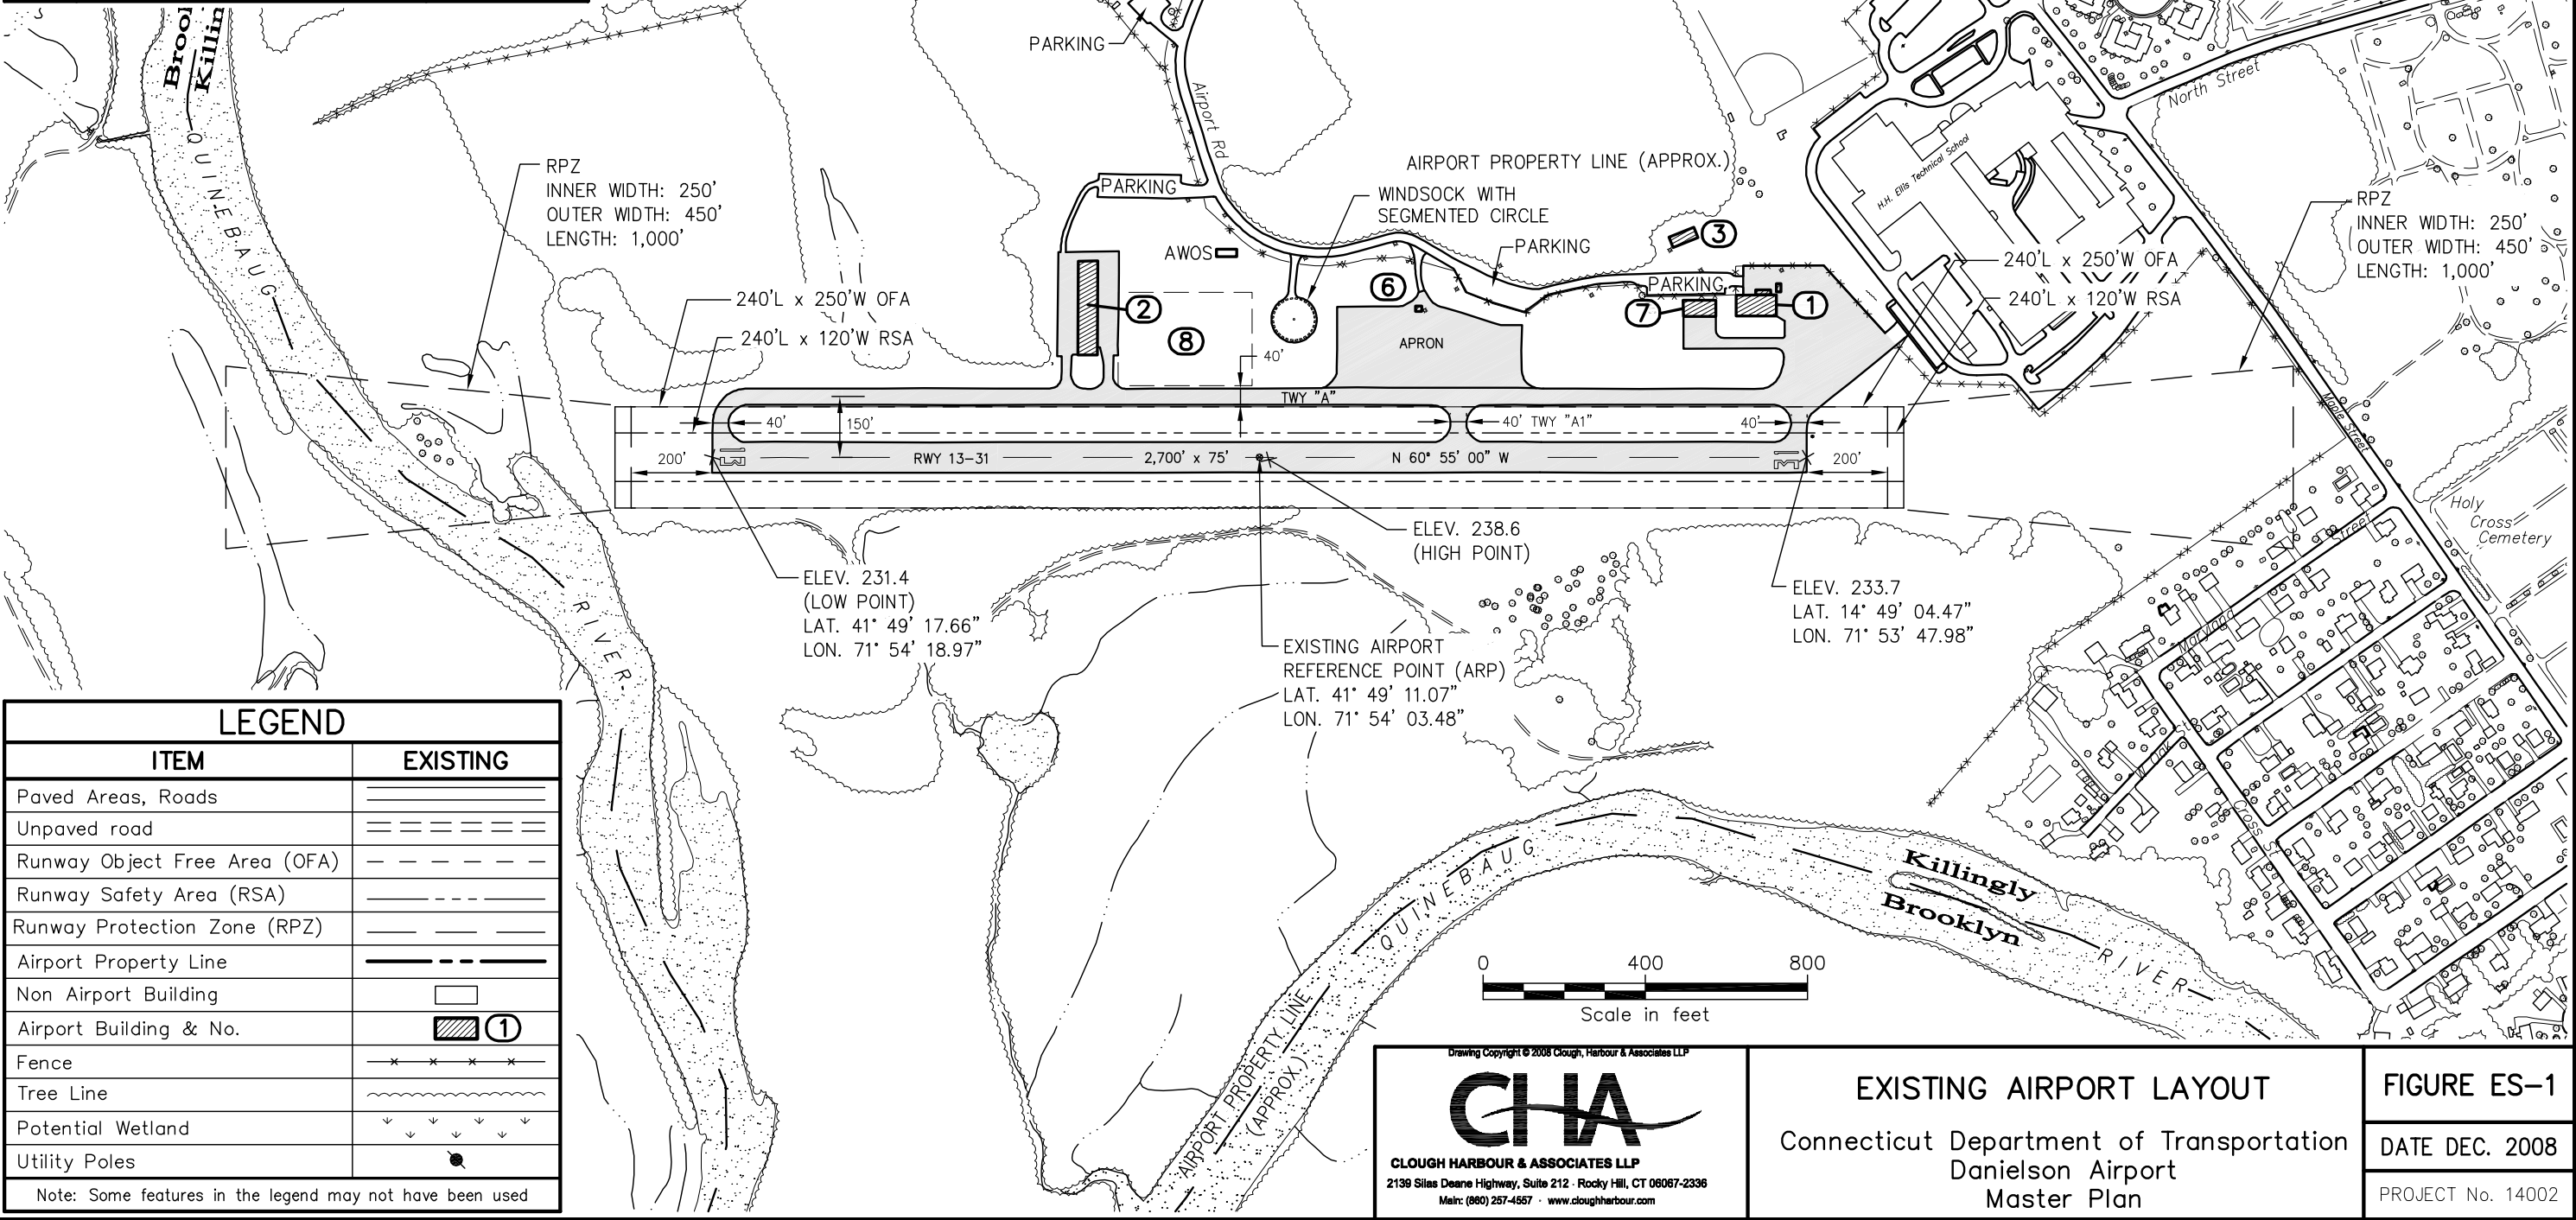 Brook
Killin
QUINEBAUG
RIVER
RPZ
INNER WIDTH: 250'
OUTER WIDTH: 450'
LENGTH: 1,000'
240'L x 250'W OFA
240'L x 120'W RSA
PARKING
Airport Rd
PARKING
AWOS
2
8
AIRPORT PROPERTY LINE (APPROX.)
WINDSOCK WITH
SEGMENTED CIRCLE
PARKING
3
6
PARKING
7
1
APRON
40'
TWY "A"
40'
150'
40' TWY "A1"
40'
200'
13
RWY 13-31
2,700' x 75'
N 60° 55' 00" W
31
200'
H.H. Ellis Technical School
North Street
RPZ
INNER WIDTH: 250'
OUTER WIDTH: 450'
LENGTH: 1,000'
240'L x 250'W OFA
240'L x 120'W RSA
Maple Street
Holy
Cross
Cemetery
Maryland
Street
Cross
ELEV. 231.4
(LOW POINT)
LAT. 41° 49' 17.66"
LON. 71° 54' 18.97"
ELEV. 238.6
(HIGH POINT)
EXISTING AIRPORT
REFERENCE POINT (ARP)
LAT. 41° 49' 11.07"
LON. 71° 54' 03.48"
ELEV. 233.7
LAT. 14° 49' 04.47"
LON. 71° 53' 47.98"
LEGEND
ITEM EXISTING
Paved Areas, Roads
Unpaved road
Runway Object Free Area (OFA)
Runway Safety Area (RSA)
Runway Protection Zone (RPZ)
Airport Property Line
Non Airport Building
Airport Building & No. 1
Fence
Tree Line
Potential Wetland
Utility Poles
Note: Some features in the legend may not have been used
QUINEBAUG
Killingly
Brooklyn
RIVER
AIRPORT PROPERTY LINE
(APPROX.)
0 400 800
Scale in feet
Drawing Copyright © 2008 Clough, Harbour & Associates LLP
CHA
CLOUGH HARBOUR & ASSOCIATES LLP
2139 Silas Deane Highway, Suite 212 · Rocky Hill, CT 06067-2336
Main: (860) 257-4557 · www.cloughharbour.com
EXISTING AIRPORT LAYOUT
Connecticut Department of Transportation
Danielson Airport
Master Plan
FIGURE ES-1
DATE DEC. 2008
PROJECT No. 14002